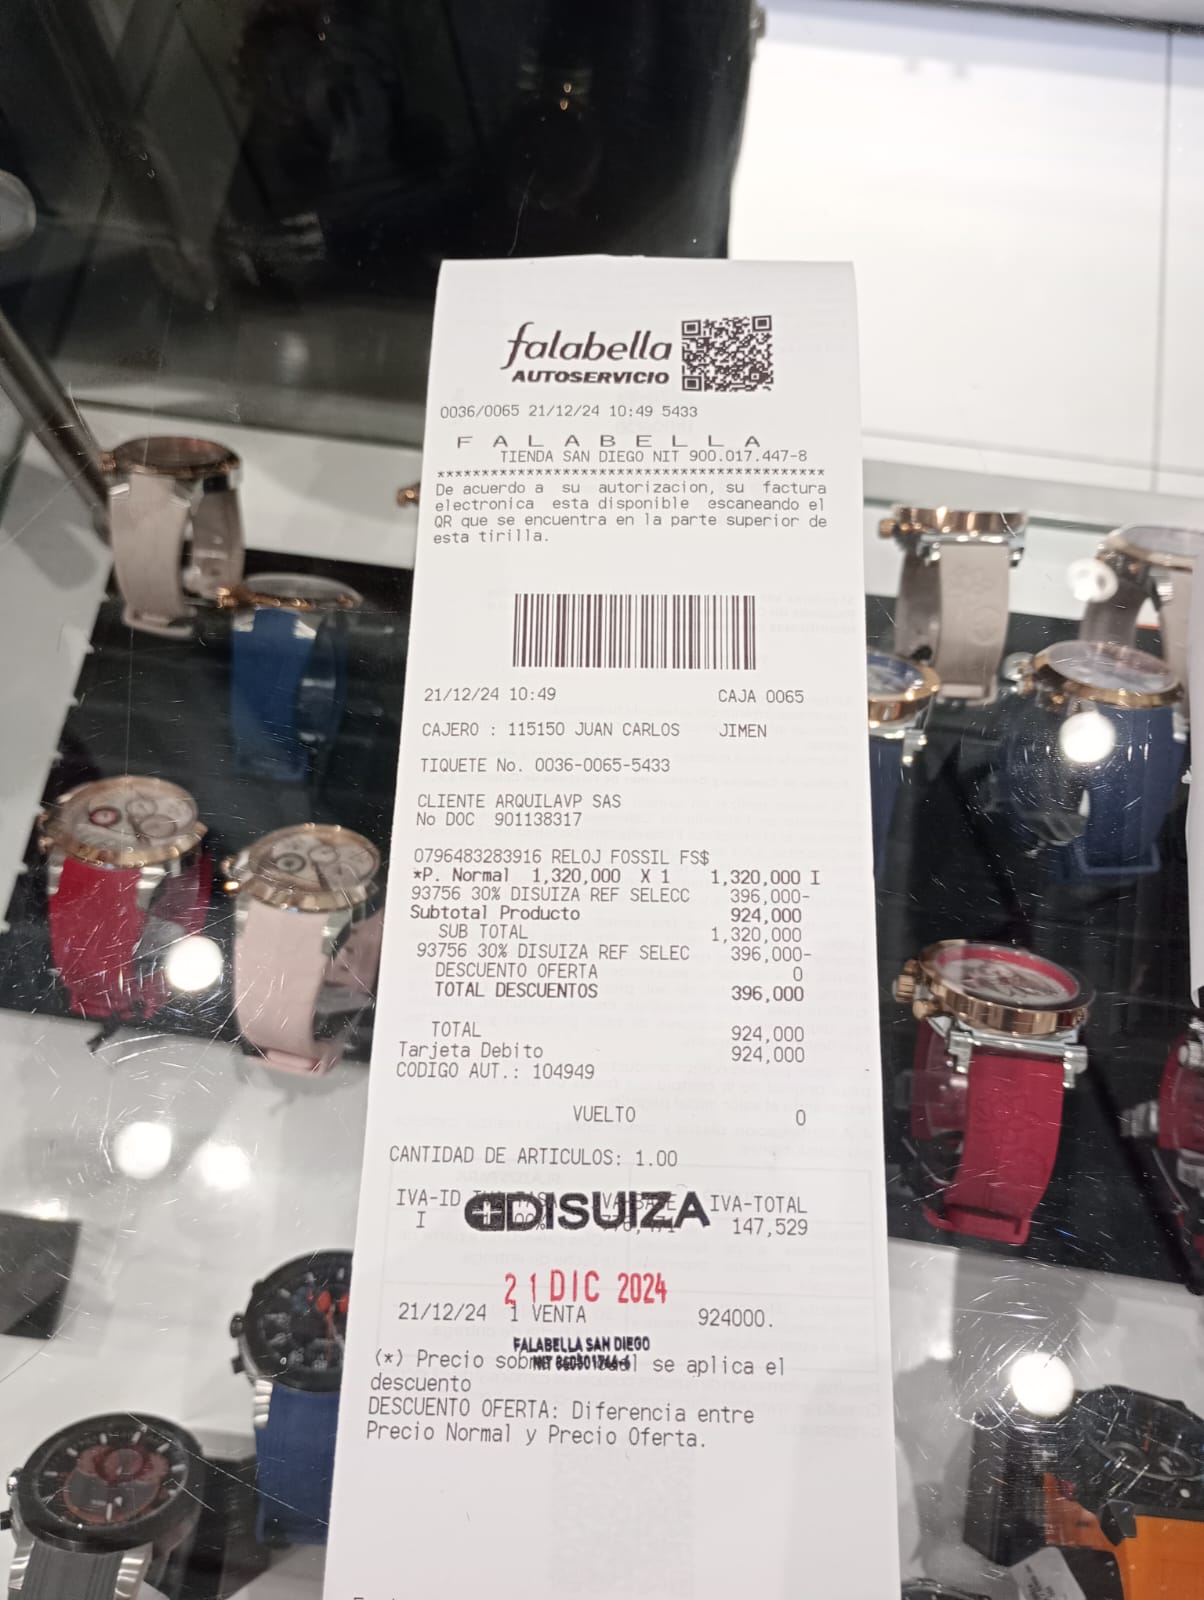 falabella
AUTOSERVICIO
0036/0065 21/12/24 10:49 5433
F A L A B E L L A
TIENDA SAN DIEGO NIT 900.017.447-8
De acuerdo a su autorizacion, su factura
electronica esta disponible escaneando el
QR que se encuentra en la parte superior de
esta tirilla.
21/12/24 10:49 CAJA 0065
CAJERO : 115150 JUAN CARLOS JIMEN
TIQUETE No. 0036-0065-5433
CLIENTE ARQUILAVP SAS
No DOC 901138317
0796483283916 RELOJ FOSSIL FS$
*P. Normal 1,320,000 X 1 1,320,000 I
93756 30% DISUIZA REF SELECC 396,000-
Subtotal Producto 924,000
SUB TOTAL 1,320,000
93756 30% DISUIZA REF SELEC 396,000-
DESCUENTO OFERTA 0
TOTAL DESCUENTOS 396,000
TOTAL 924,000
Tarjeta Debito 924,000
CODIGO AUT.: 104949
VUELTO 0
CANTIDAD DE ARTICULOS: 1.00
IVA-ID IVA-BASE IVA-TOTAL
I 147,529
DISUIZA
21 DIC 2024
21/12/24 1 VENTA 924000.
FALABELLA SAN DIEGO
NIT
(*) Precio se aplica el
descuento
DESCUENTO OFERTA: Diferencia entre
Precio Normal y Precio Oferta.